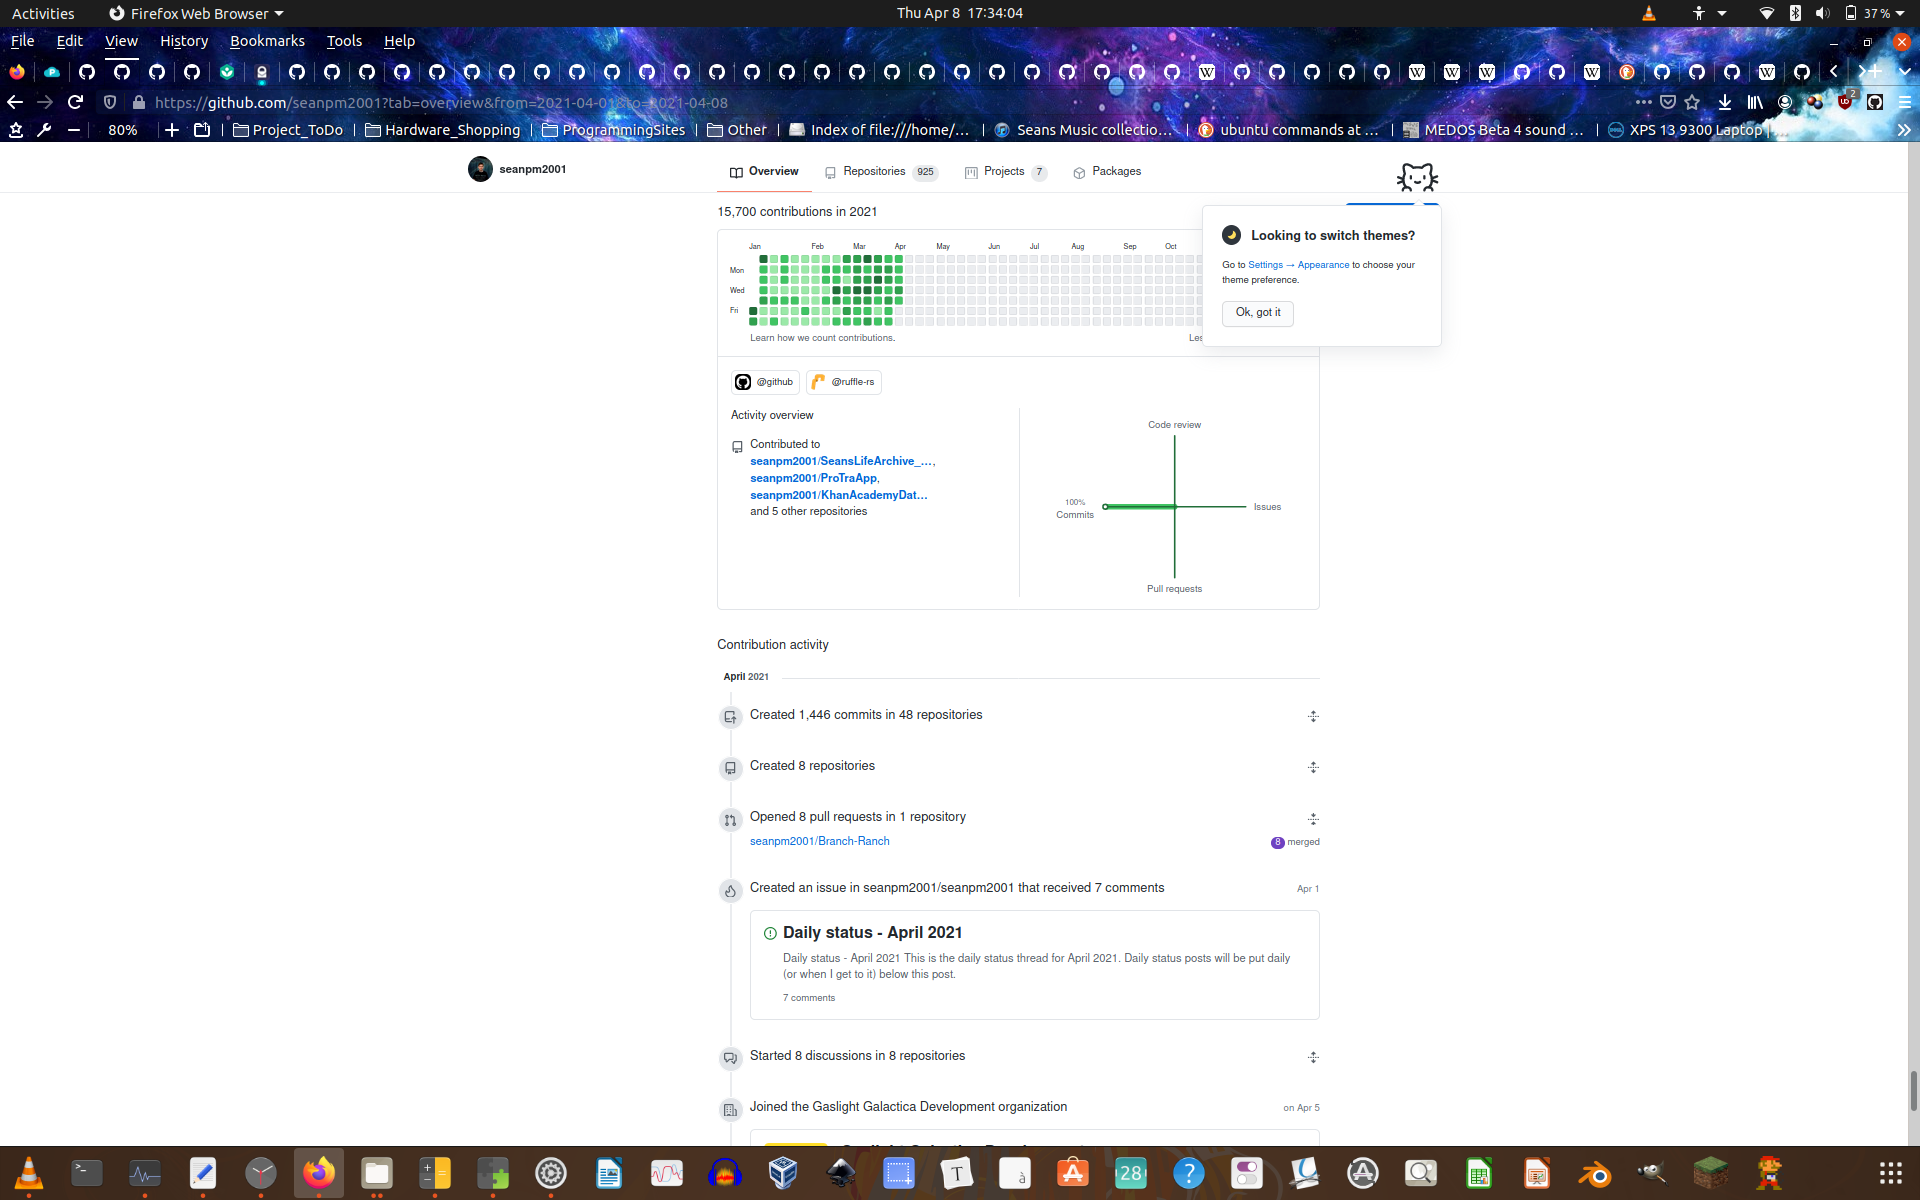 Activities
Firefox Web Browser
Thu Apr 8 17:34:04
37 %
File Edit View History Bookmarks Tools Help
https://github.com/seanpm2001?tab=overview&from=2021-04-01&to=2021-04-08
2
80%
Project_ToDo
Hardware_Shopping
ProgrammingSites
Other
Index of file:///home/...
Seans Music collectio...
ubuntu commands at ...
MEDOS Beta 4 sound ...
XPS 13 9300 Laptop | ...
seanpm2001
Overview
Repositories 925
Projects 7
Packages
15,700 contributions in 2021
Looking to switch themes?
Go to Settings → Appearance to choose your
theme preference.
Ok, got it
Jan Feb Mar Apr May Jun Jul Aug Sep Oct
Mon
Wed
Fri
Learn how we count contributions.
Les
@github
@ruffle-rs
Activity overview
Contributed to
seanpm2001/SeansLifeArchive_...,
seanpm2001/ProTraApp,
seanpm2001/KhanAcademyDat...
and 5 other repositories
Code review
100%
Commits
Issues
Pull requests
Contribution activity
April 2021
Created 1,446 commits in 48 repositories
Created 8 repositories
Opened 8 pull requests in 1 repository
seanpm2001/Branch-Ranch
8 merged
Created an issue in seanpm2001/seanpm2001 that received 7 comments
Apr 1
Daily status - April 2021
Daily status - April 2021 This is the daily status thread for April 2021. Daily status posts will be put daily
(or when I get to it) below this post.
7 comments
Started 8 discussions in 8 repositories
Joined the Gaslight Galactica Development organization
on Apr 5